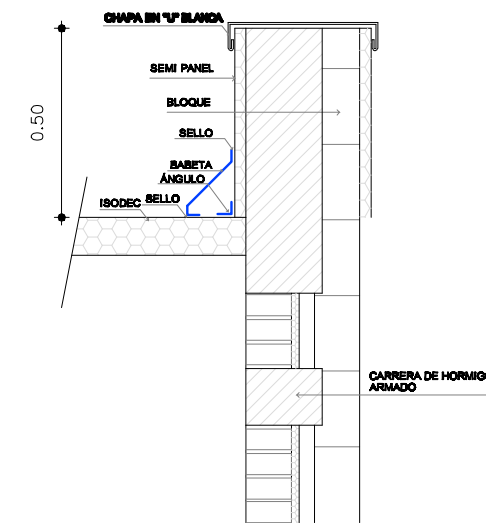 CHAPA EN "U" BLANCA
SEMI PANEL
BLOQUE
0.50
SELLO
BABETA
ÁNGULO
ISODEC
SELLO
CARRERA DE HORMIG
ARMADO